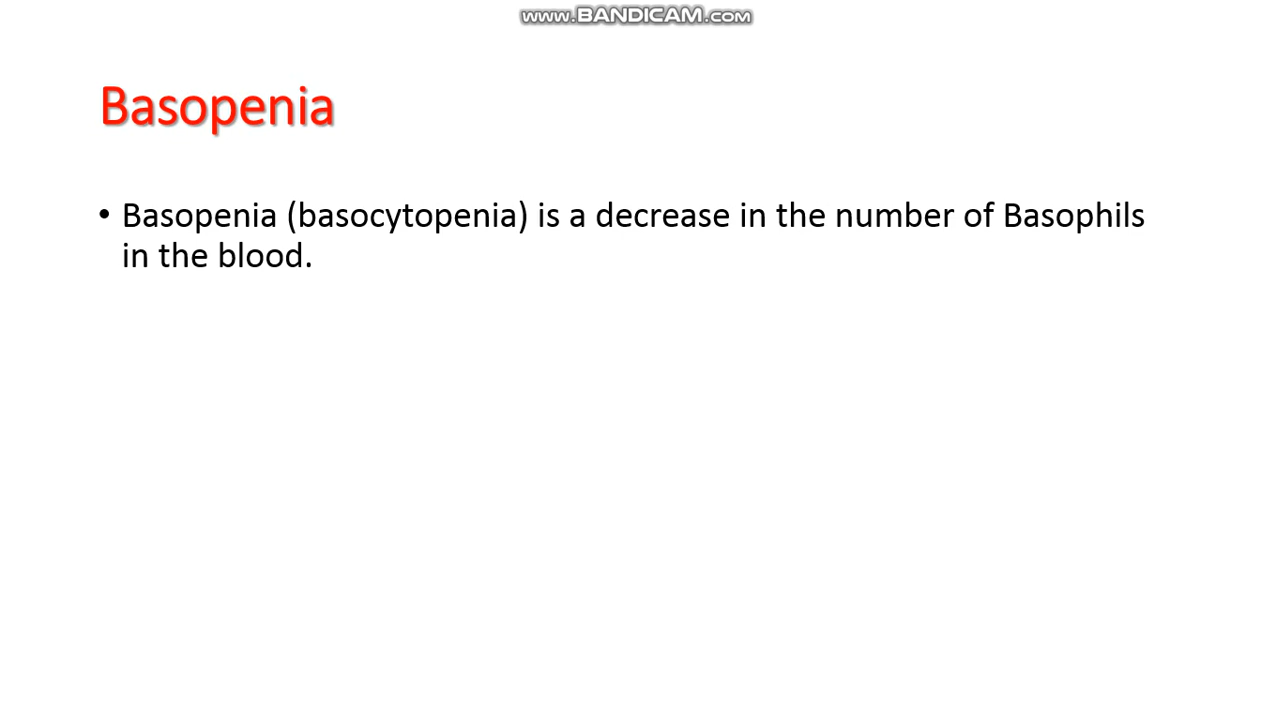 www.BANDICAM.com
Basopenia
• Basopenia (basocytopenia) is a decrease in the number of Basophils
in the blood.